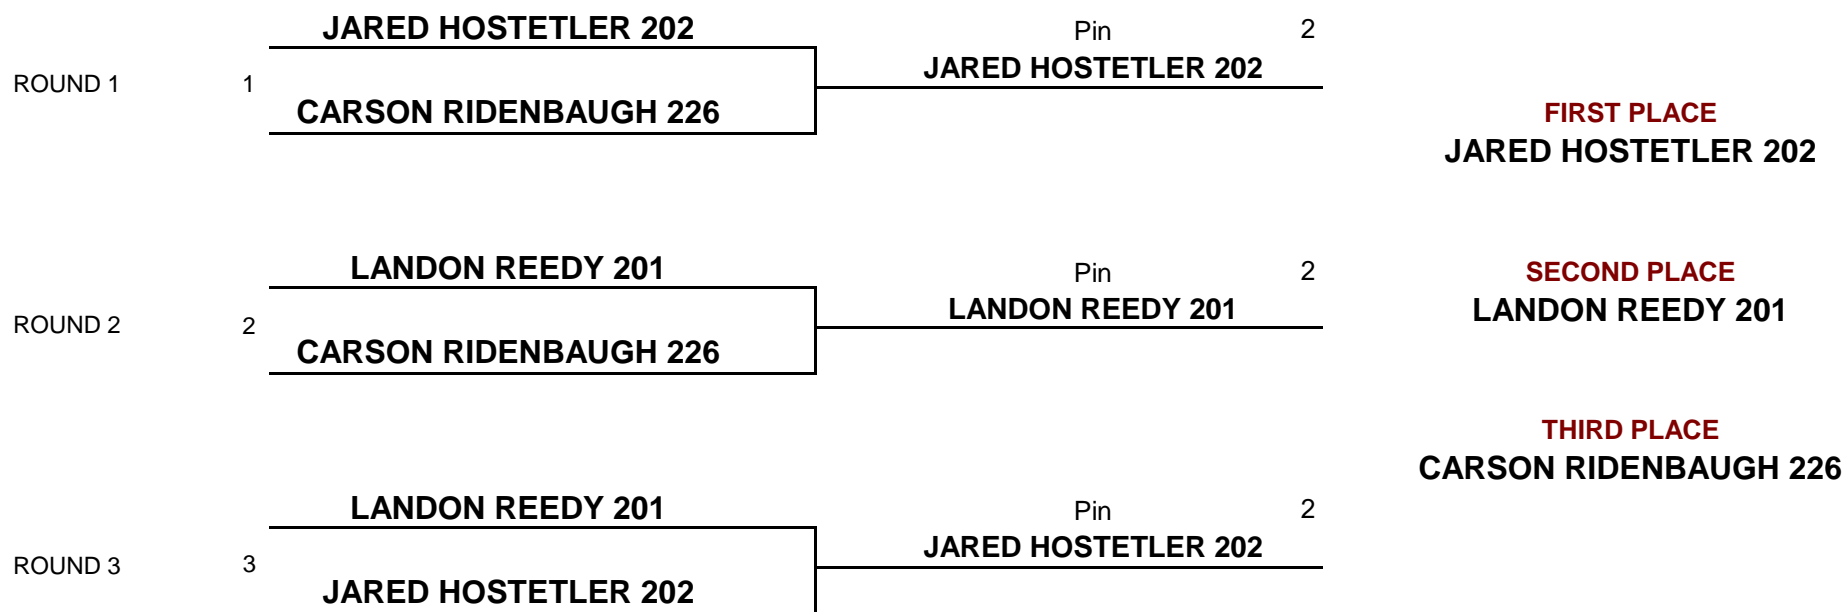 JARED HOSTETLER 202
Pin 2
ROUND 1 1
JARED HOSTETLER 202
CARSON RIDENBAUGH 226
FIRST PLACE
JARED HOSTETLER 202
LANDON REEDY 201
Pin 2
SECOND PLACE
ROUND 2 2
LANDON REEDY 201
LANDON REEDY 201
CARSON RIDENBAUGH 226
THIRD PLACE
CARSON RIDENBAUGH 226
LANDON REEDY 201
Pin 2
ROUND 3 3
JARED HOSTETLER 202
JARED HOSTETLER 202